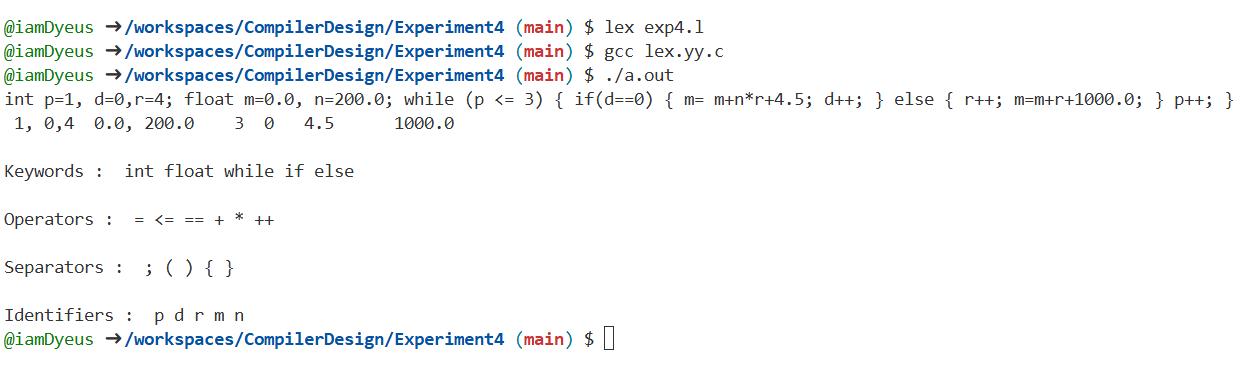 @iamDyeus ➜/workspaces/CompilerDesign/Experiment4 (main) $ lex exp4.l
@iamDyeus ➜/workspaces/CompilerDesign/Experiment4 (main) $ gcc lex.yy.c
@iamDyeus ➜/workspaces/CompilerDesign/Experiment4 (main) $ ./a.out
int p=1, d=0,r=4; float m=0.0, n=200.0; while (p <= 3) { if(d==0) { m= m+n*r+4.5; d++; } else { r++; m=m+r+1000.0; } p++; }
 1, 0,4  0.0, 200.0    3  0   4.5      1000.0
Keywords :  int float while if else
Operators :  = <= == + * ++
Separators :  ; ( ) { }
Identifiers :  p d r m n
@iamDyeus ➜/workspaces/CompilerDesign/Experiment4 (main) $